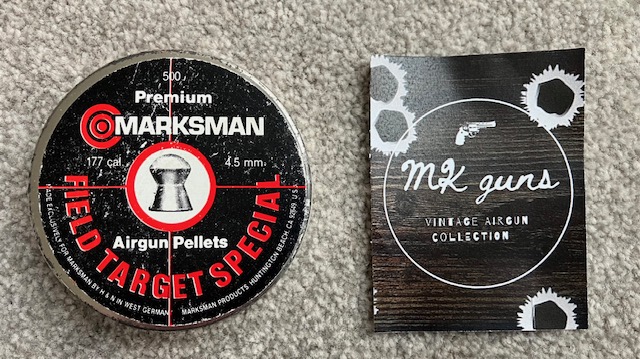 500
Premium
MARKSMAN
177 cal. 4.5 mm
Airgun Pellets
FIELD TARGET SPECIAL
MADE EXCLUSIVELY FOR MARKSMAN BY H & N IN WEST GERMANY
MARKSMAN PRODUCTS, HUNTINGTON BEACH, CA 92649 U.S.
MK guns
VINTAGE AIRGUN
COLLECTION